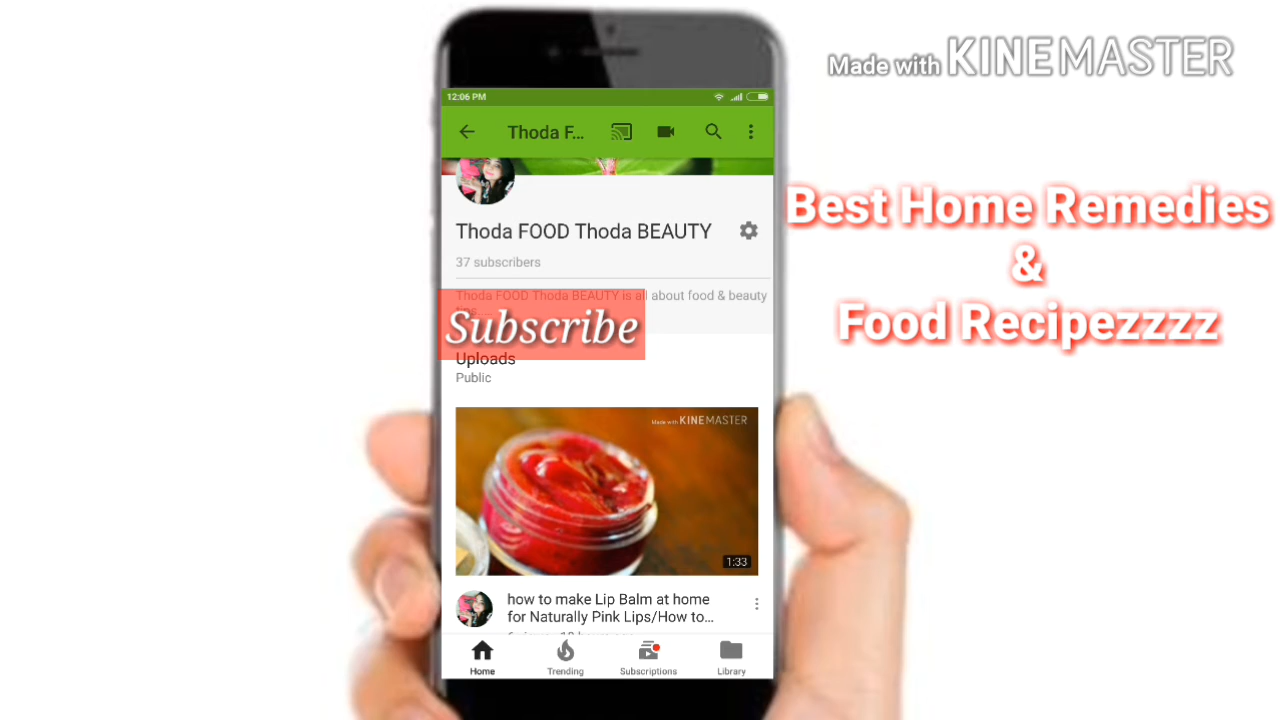 Made with KINEMASTER
12:06 PM
Thoda F...
Thoda FOOD Thoda BEAUTY
37 subscribers
Thoda FOOD Thoda BEAUTY is all about food & beauty
Subscribe
Uploads
Public
Made with KINEMASTER
1:33
how to make Lip Balm at home
for Naturally Pink Lips/How to...
Home
Trending
Subscriptions
Library
Best Home Remedies
&
Food Recipezzzz